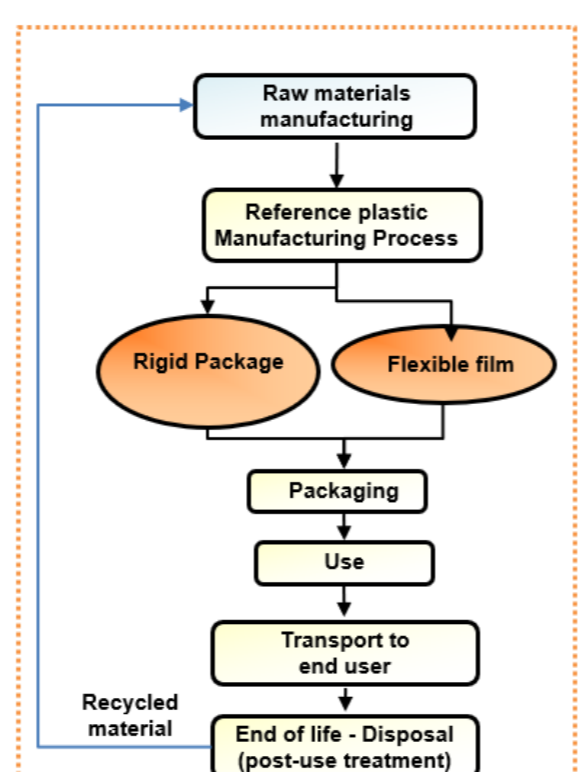 Raw materials
manufacturing
Reference plastic
Manufacturing Process
Rigid Package
Flexible film
Packaging
Use
Transport to
end user
Recycled
material
End of life - Disposal
(post-use treatment)